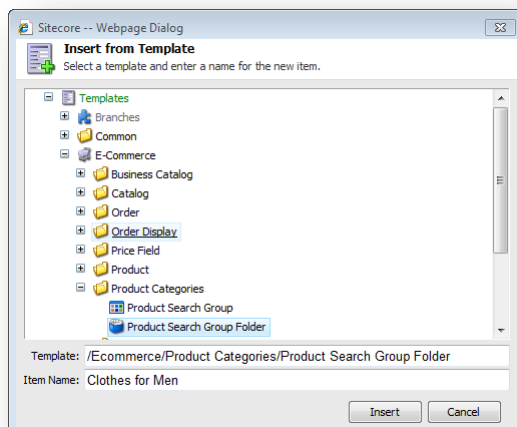 Sitecore -- Webpage Dialog
Insert from Template
Select a template and enter a name for the new item.
Templates
Branches
Common
E-Commerce
Business Catalog
Catalog
Order
Order Display
Price Field
Product
Product Categories
Product Search Group
Product Search Group Folder
Template: /Ecommerce/Product Categories/Product Search Group Folder
Item Name: Clothes for Men
Insert Cancel